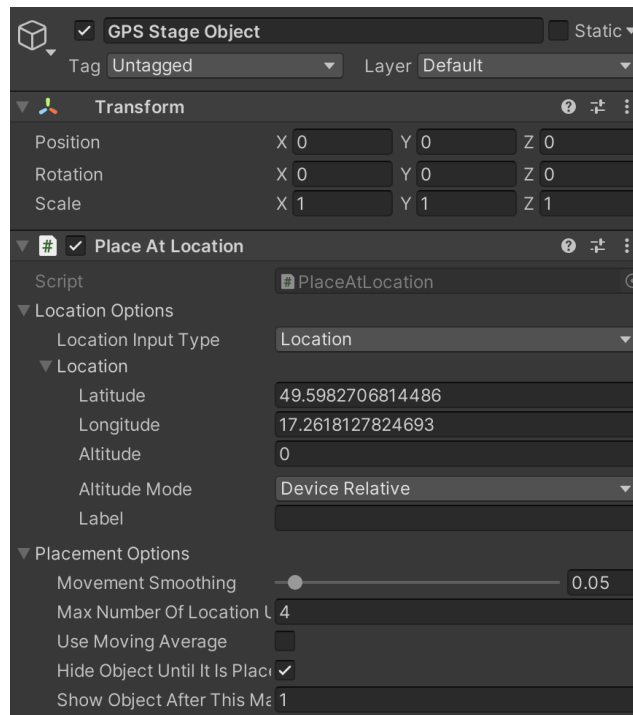 GPS Stage Object Static
Tag Untagged Layer Default
Transform
Position X 0 Y 0 Z 0
Rotation X 0 Y 0 Z 0
Scale X 1 Y 1 Z 1
# Place At Location
Script # PlaceAtLocation
Location Options
Location Input Type Location
Location
Latitude 49.5982706814486
Longitude 17.2618127824693
Altitude 0
Altitude Mode Device Relative
Label
Placement Options
Movement Smoothing 0.05
Max Number Of Location 4
Use Moving Average
Hide Object Until It Is Place
Show Object After This Ma 1